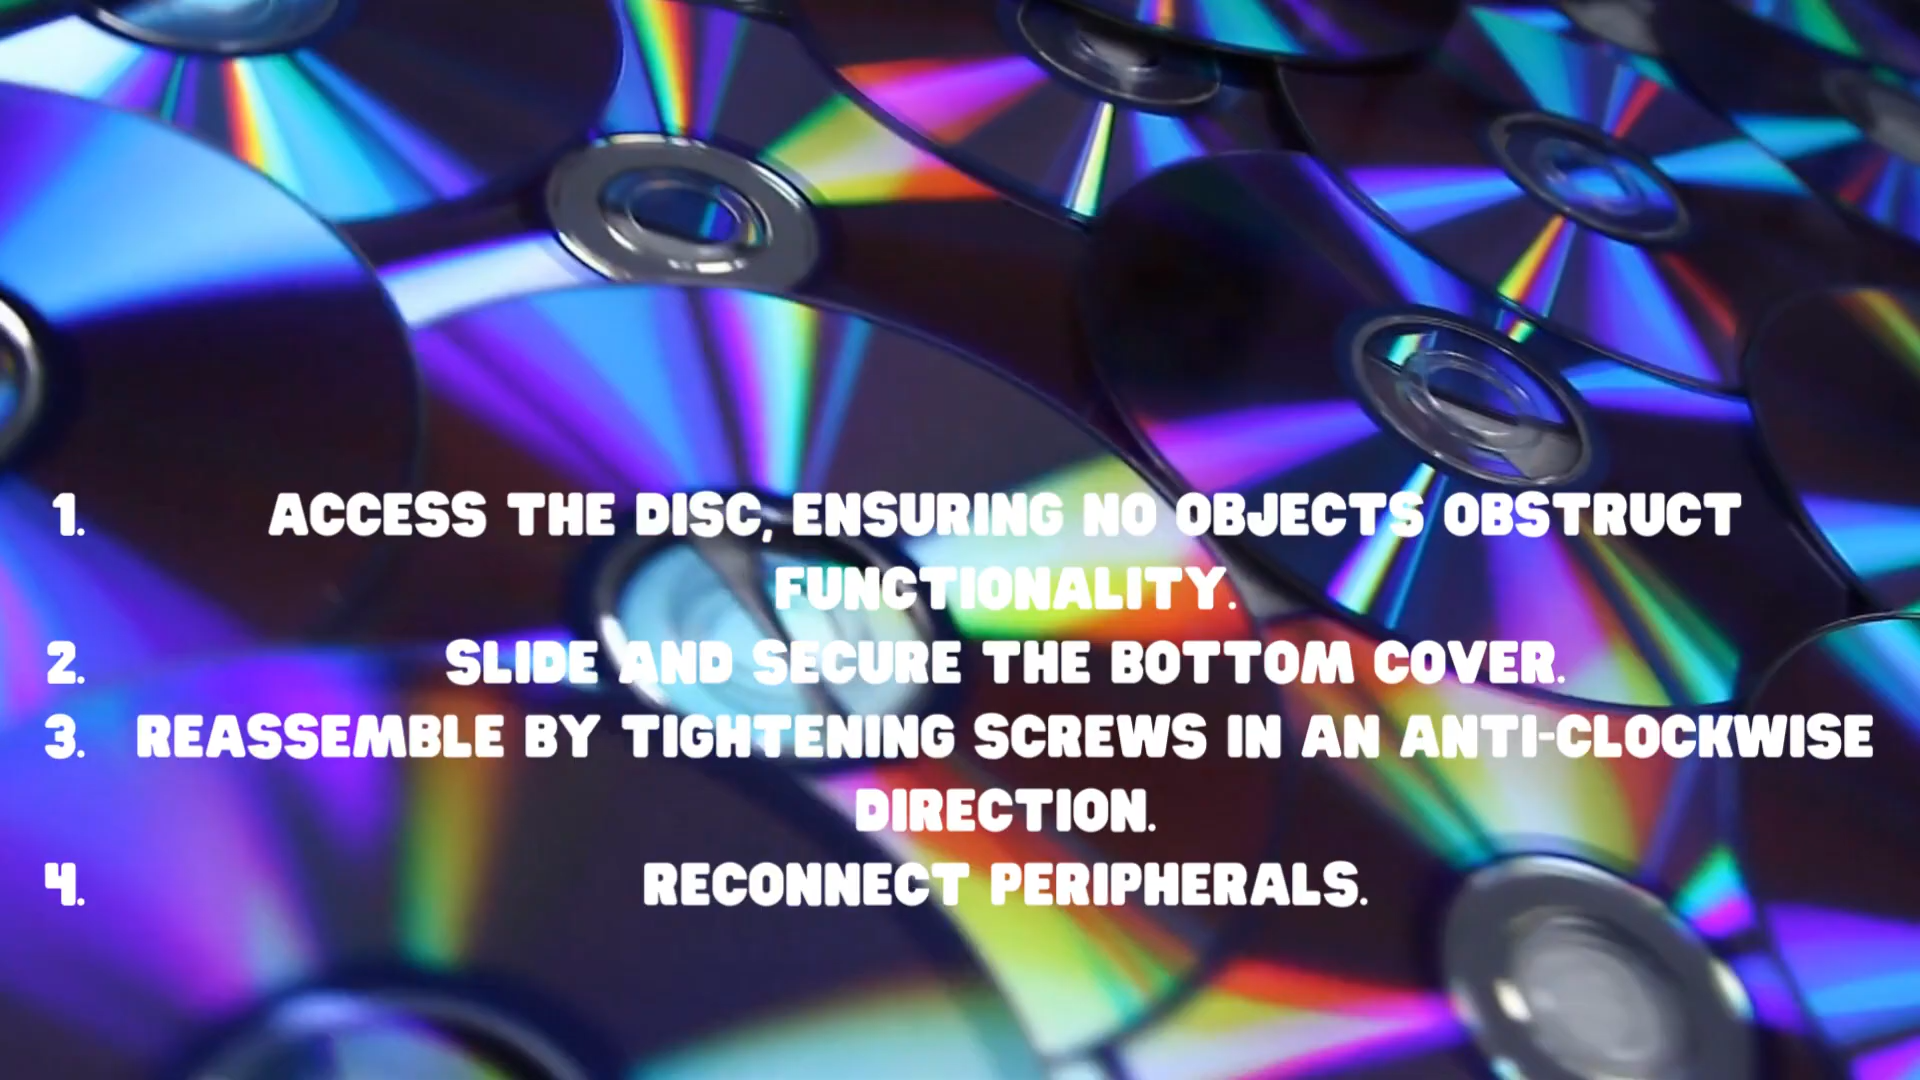 1. ACCESS THE DISC, ENSURING NO OBJECTS OBSTRUCT
FUNCTIONALITY.
2. SLIDE AND SECURE THE BOTTOM COVER.
3. REASSEMBLE BY TIGHTENING SCREWS IN AN ANTI-CLOCKWISE
DIRECTION.
4. RECONNECT PERIPHERALS.